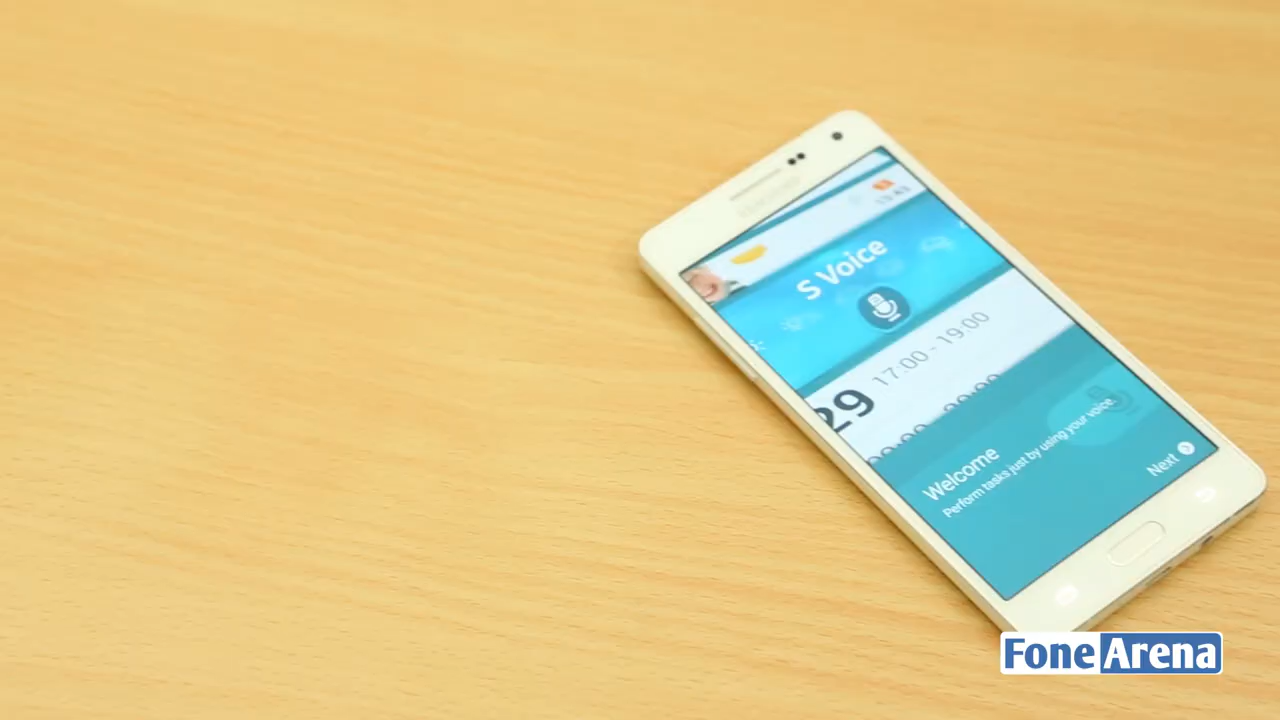 S Voice
29
17:00 - 19:00
Welcome
Perform tasks just by using your voice.
Next
FoneArena